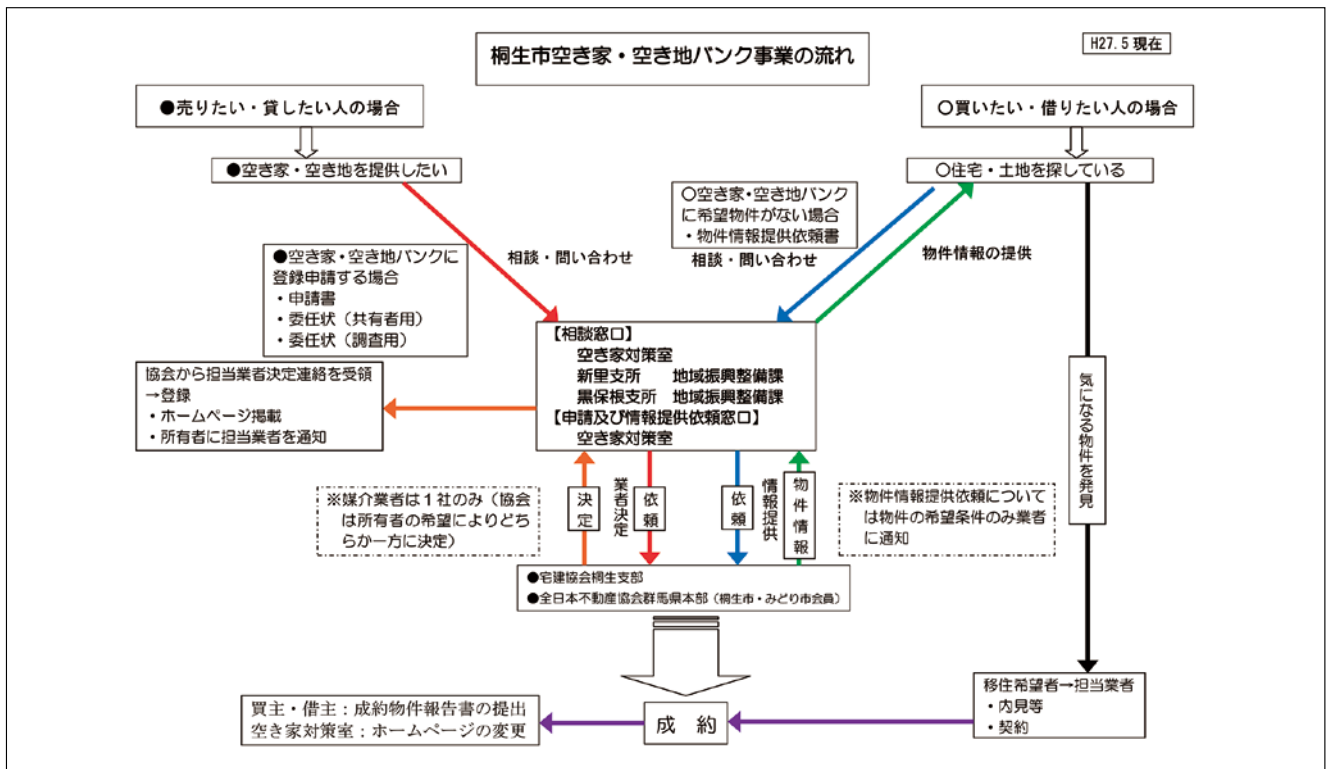 桐生市空き家・空き地バンク事業の流れ
H27.5 現在
●売りたい・貸したい人の場合
○買いたい・借りたい人の場合
●空き家・空き地を提供したい
○住宅・土地を探している
○空き家・空き地バンク
に希望物件がない場合
・物件情報提供依頼書
相談・問い合わせ
相談・問い合わせ
物件情報の提供
●空き家・空き地バンクに
登録申請する場合
・申請書
・委任状（共有者用）
・委任状（調査用）
【相談窓口】
空き家対策室
新里支所　地域振興整備課
黒保根支所　地域振興整備課
【申請及び情報提供依頼窓口】
空き家対策室
協会から担当業者決定連絡を受領
→登録
・ホームページ掲載
・所有者に担当業者を通知
気になる物件を発見
※媒介業者は１社のみ（協会
は所有者の希望によりどち
らか一方に決定）
決定
業者決定
依頼
依頼
情報提供
物件情報
※物件情報提供依頼について
は物件の希望条件のみ業者
に通知
●宅建協会桐生支部
●全日本不動産協会群馬県本部（桐生市・みどり市会員）
移住希望者→担当業者
・内見等
・契約
成　約
買主・借主：成約物件報告書の提出
空き家対策室：ホームページの変更